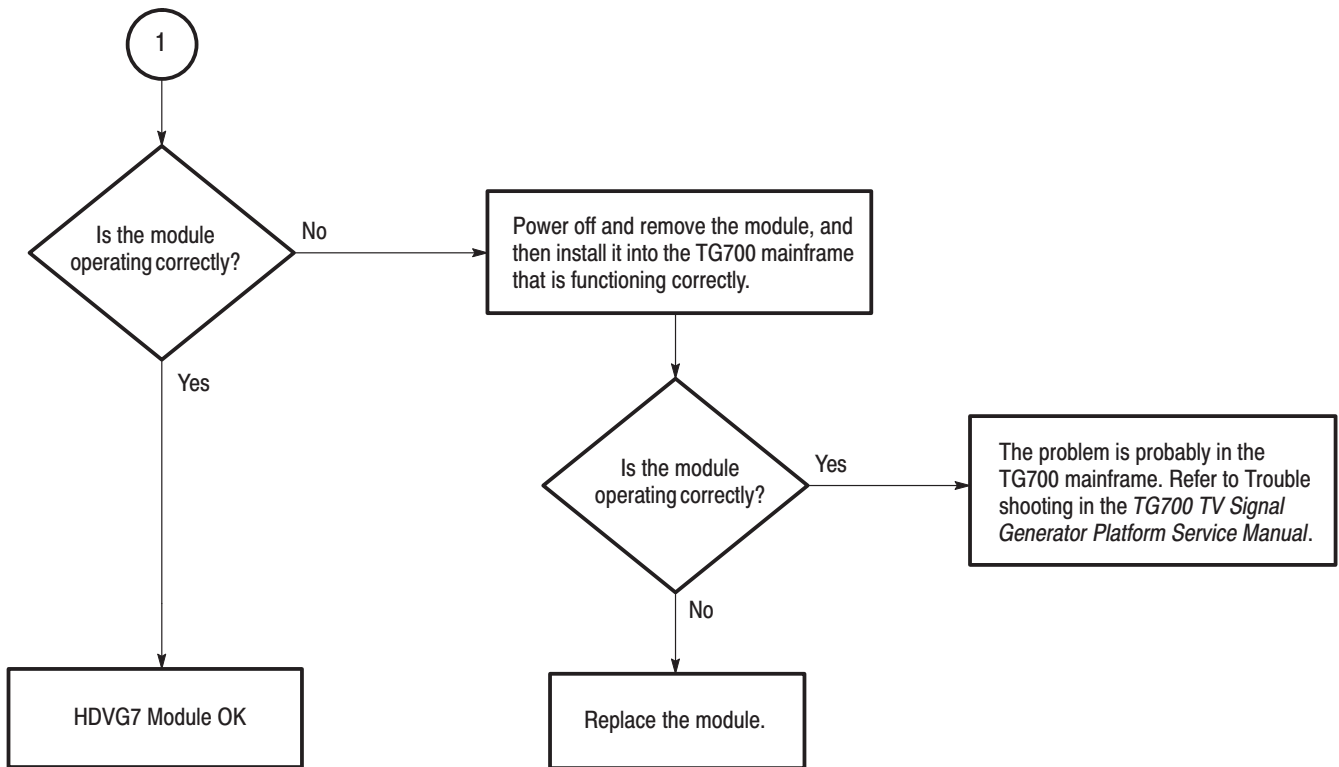 1
Is the module
operating correctly?
No
Yes
Power off and remove the module, and
then install it into the TG700 mainframe
that is functioning correctly.
Is the module
operating correctly?
Yes
No
The problem is probably in the
TG700 mainframe. Refer to Trouble
shooting in the TG700 TV Signal
Generator Platform Service Manual.
HDVG7 Module OK
Replace the module.